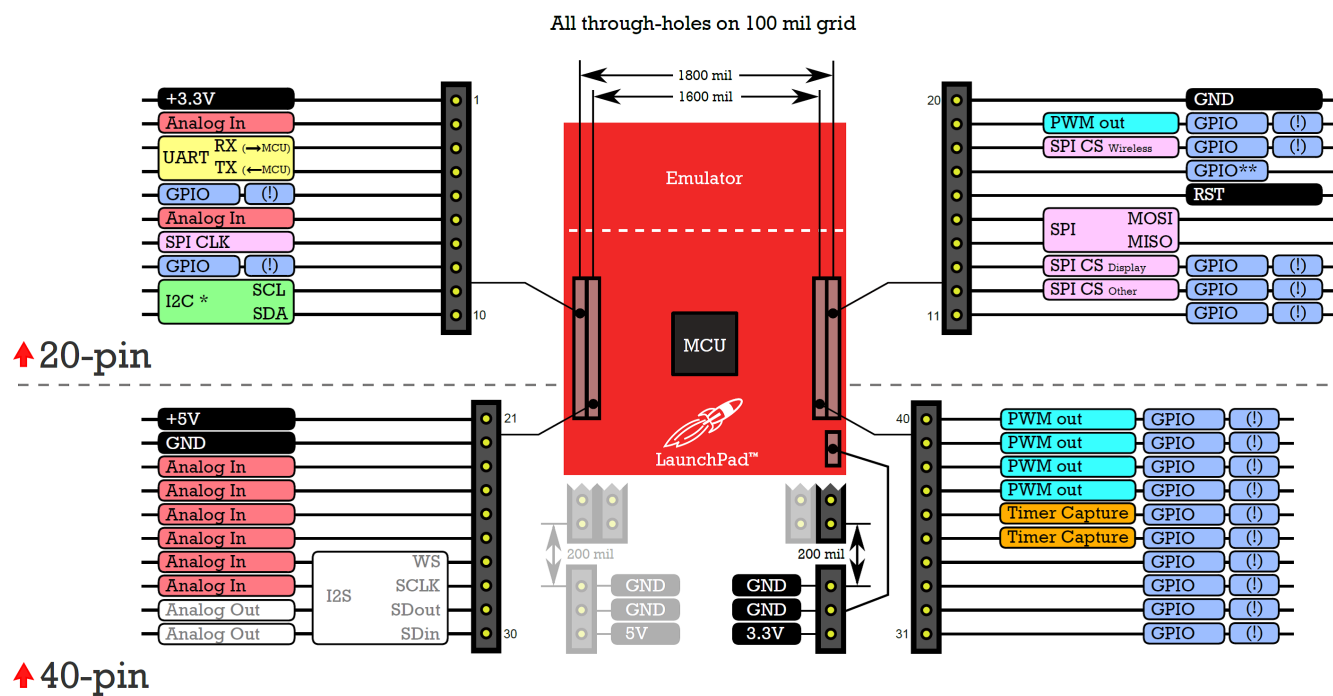 All through-holes on 100 mil grid
1800 mil
1600 mil
+3.3V
1
Analog In
UART RX (→MCU)
TX (←MCU)
GPIO (!)
Analog In
SPI CLK
GPIO (!)
I2C * SCL
SDA
10
20-pin
Emulator
MCU
LaunchPad™
20 GND
PWM out GPIO (!)
SPI CS Wireless GPIO (!)
GPIO**
RST
SPI MOSI
MISO
SPI CS Display GPIO (!)
SPI CS Other GPIO (!)
11 GPIO (!)
+5V
21
GND
Analog In
Analog In
Analog In
Analog In
Analog In
WS
Analog In
I2S
SCLK
Analog Out
SDout
Analog Out
SDin
30
40-pin
200 mil
GND
GND
5V
200 mil
GND
GND
3.3V
40 PWM out GPIO (!)
PWM out GPIO (!)
PWM out GPIO (!)
PWM out GPIO (!)
Timer Capture GPIO (!)
Timer Capture GPIO (!)
GPIO (!)
GPIO (!)
GPIO (!)
31 GPIO (!)